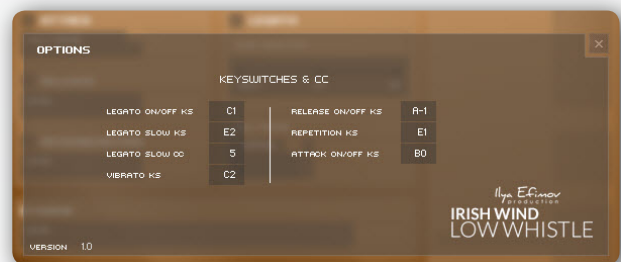 OPTIONS
×
KEYSWITCHES & CC
LEGATO ON/OFF KS C1
LEGATO SLOW KS E2
LEGATO SLOW CC 5
VIBRATO KS C2
RELEASE ON/OFF KS A-1
REPETITION KS E1
ATTACK ON/OFF KS B0
Ilya Efimov
production
IRISH WIND
LOW WHISTLE
VERSION 1.0